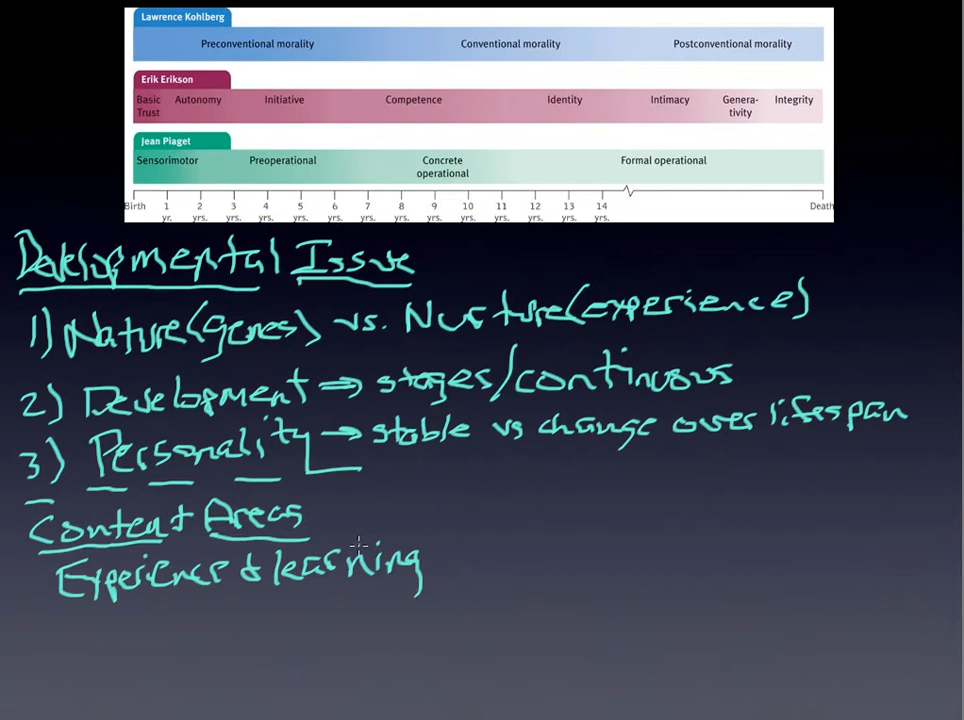 Lawrence Kohlberg
Preconventional morality Conventional morality Postconventional morality
Erik Erikson
Basic Trust Autonomy Initiative Competence Identity Intimacy Genera-tivity Integrity
Jean Piaget
Sensorimotor Preoperational Concrete operational Formal operational
Birth 1 yr. 2 yrs. 3 yrs. 4 yrs. 5 yrs. 6 yrs. 7 yrs. 8 yrs. 9 yrs. 10 yrs. 11 yrs. 12 yrs. 13 yrs. 14 yrs. Death
Developmental Issue
1) Nature(genes) vs. Nurture(experience)
2) Development ⇒ stages/continuous
3) Personality → stable vs change over lifespan
Content Areas
Experience & learning